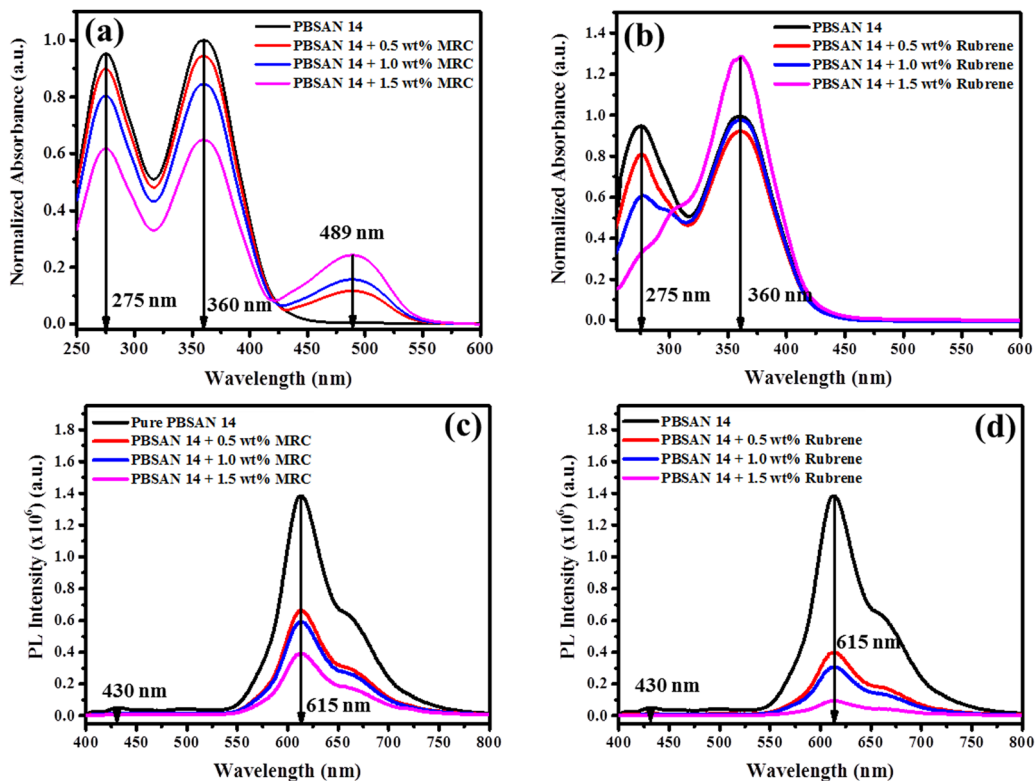 (a)
PBSAN 14
PBSAN 14 + 0.5 wt% MRC
PBSAN 14 + 1.0 wt% MRC
PBSAN 14 + 1.5 wt% MRC
Normalized Absorbance (a.u.)
1.0
0.8
0.6
0.4
0.2
0.0
275 nm
360 nm
489 nm
250 300 350 400 450 500 550 600
Wavelength (nm)
(b)
PBSAN 14
PBSAN 14 + 0.5 wt% Rubrene
PBSAN 14 + 1.0 wt% Rubrene
PBSAN 14 + 1.5 wt% Rubrene
Normalized Absorbance (a.u.)
1.4
1.2
1.0
0.8
0.6
0.4
0.2
0.0
275 nm
360 nm
300 350 400 450 500 550 600
Wavelength (nm)
(c)
Pure PBSAN 14
PBSAN 14 + 0.5 wt% MRC
PBSAN 14 + 1.0 wt% MRC
PBSAN 14 + 1.5 wt% MRC
PL Intensity (x10⁶) (a.u.)
1.8
1.6
1.4
1.2
1.0
0.8
0.6
0.4
0.2
0.0
430 nm
615 nm
400 450 500 550 600 650 700 750 800
Wavelength (nm)
(d)
PBSAN 14
PBSAN 14 + 0.5 wt% Rubrene
PBSAN 14 + 1.0 wt% Rubrene
PBSAN 14 + 1.5 wt% Rubrene
PL Intensity (x10⁶) (a.u.)
1.8
1.6
1.4
1.2
1.0
0.8
0.6
0.4
0.2
0.0
430 nm
615 nm
400 450 500 550 600 650 700 750 800
Wavelength (nm)